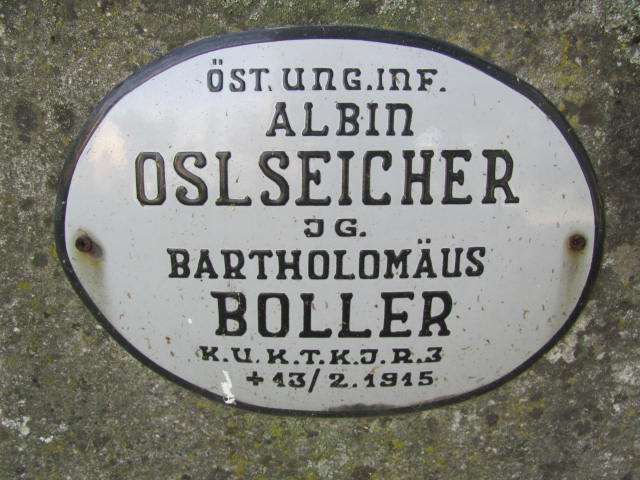 ÖST. UNG. INF.
ALBIN
OSLSEICHER
JG.
BARTHOLOMÄUS
BOLLER
K.U.K.T.K.J.R.3
+ 13/2.1915